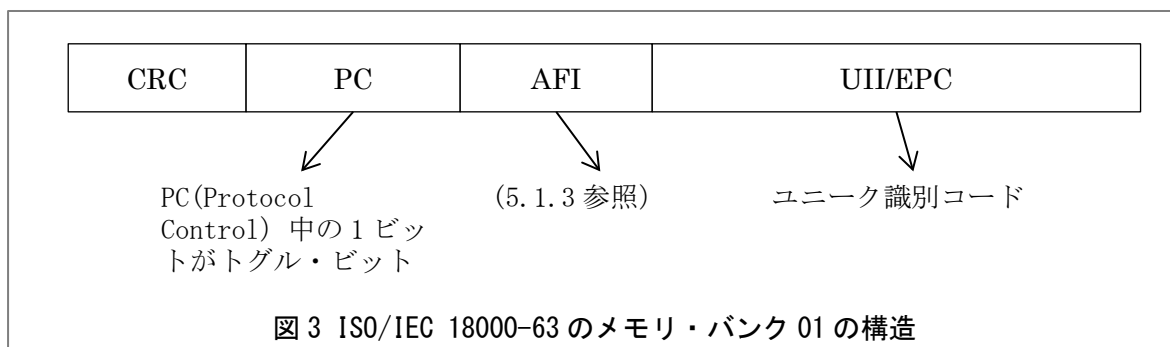 CRC PC AFI UII/EPC
PC(Protocol
Control) 中の 1 ビッ
トがトグル・ビット
(5.1.3 参照)
ユニーク識別コード
図 3 ISO/IEC 18000-63 のメモリ・バンク 01 の構造